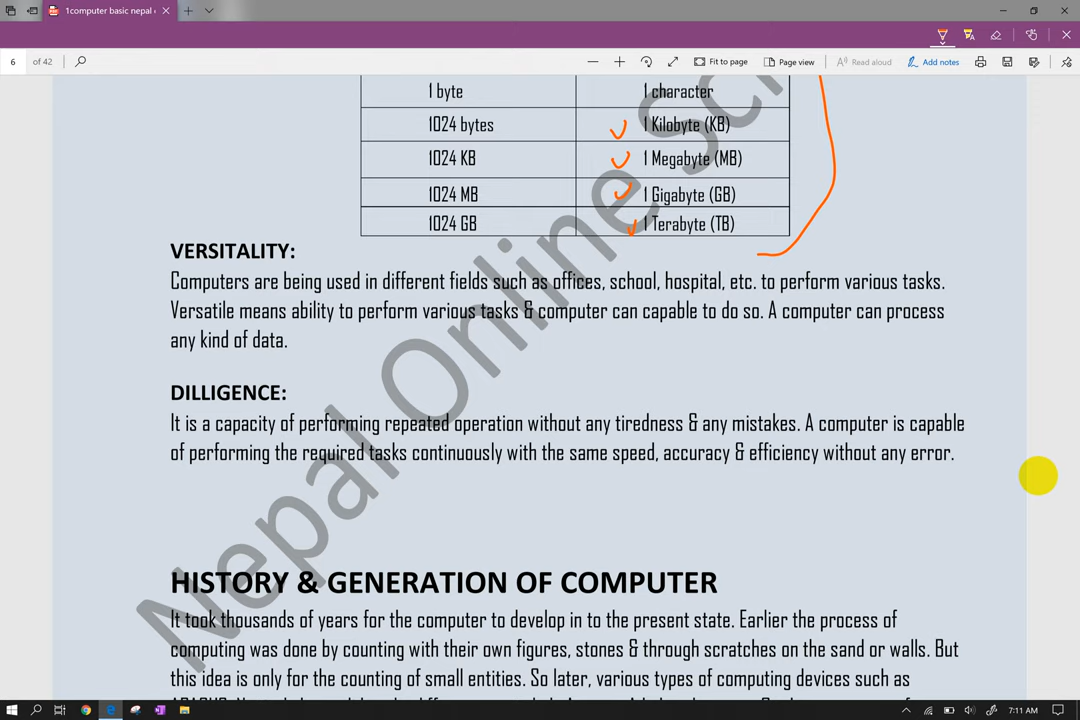 1computer basic nepal
6 of 42
Fit to page
Page view
Read aloud
Add notes
1 byte 1 character
1024 bytes 1 Kilobyte (KB)
1024 KB 1 Megabyte (MB)
1024 MB 1 Gigabyte (GB)
1024 GB 1 Terabyte (TB)
VERSITALITY:
Computers are being used in different fields such as offices, school, hospital, etc. to perform various tasks.
Versatile means ability to perform various tasks & computer can capable to do so. A computer can process
any kind of data.
DILLIGENCE:
It is a capacity of performing repeated operation without any tiredness & any mistakes. A computer is capable
of performing the required tasks continuously with the same speed, accuracy & efficiency without any error.
HISTORY & GENERATION OF COMPUTER
It took thousands of years for the computer to develop in to the present state. Earlier the process of
computing was done by counting with their own figures, stones & through scratches on the sand or walls. But
this idea is only for the counting of small entities. So later, various types of computing devices such as
Nepal Online Sc
7:11 AM